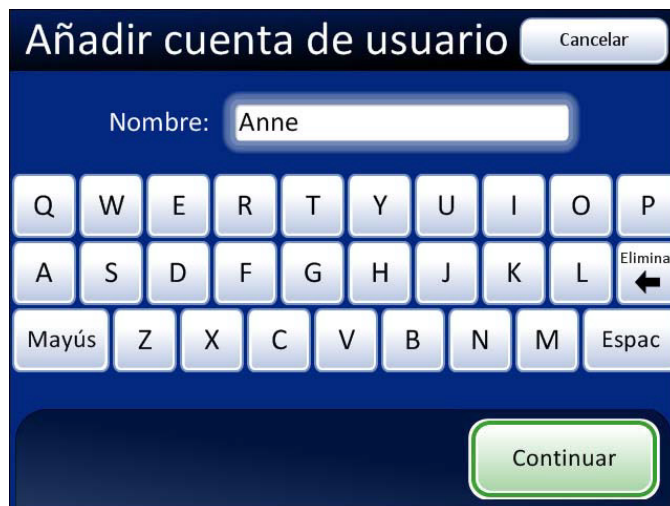 Añadir cuenta de usuario Cancelar
Nombre: Anne
Q W E R T Y U I O P
A S D F G H J K L Elimina
Mayús Z X C V B N M Espac
Continuar